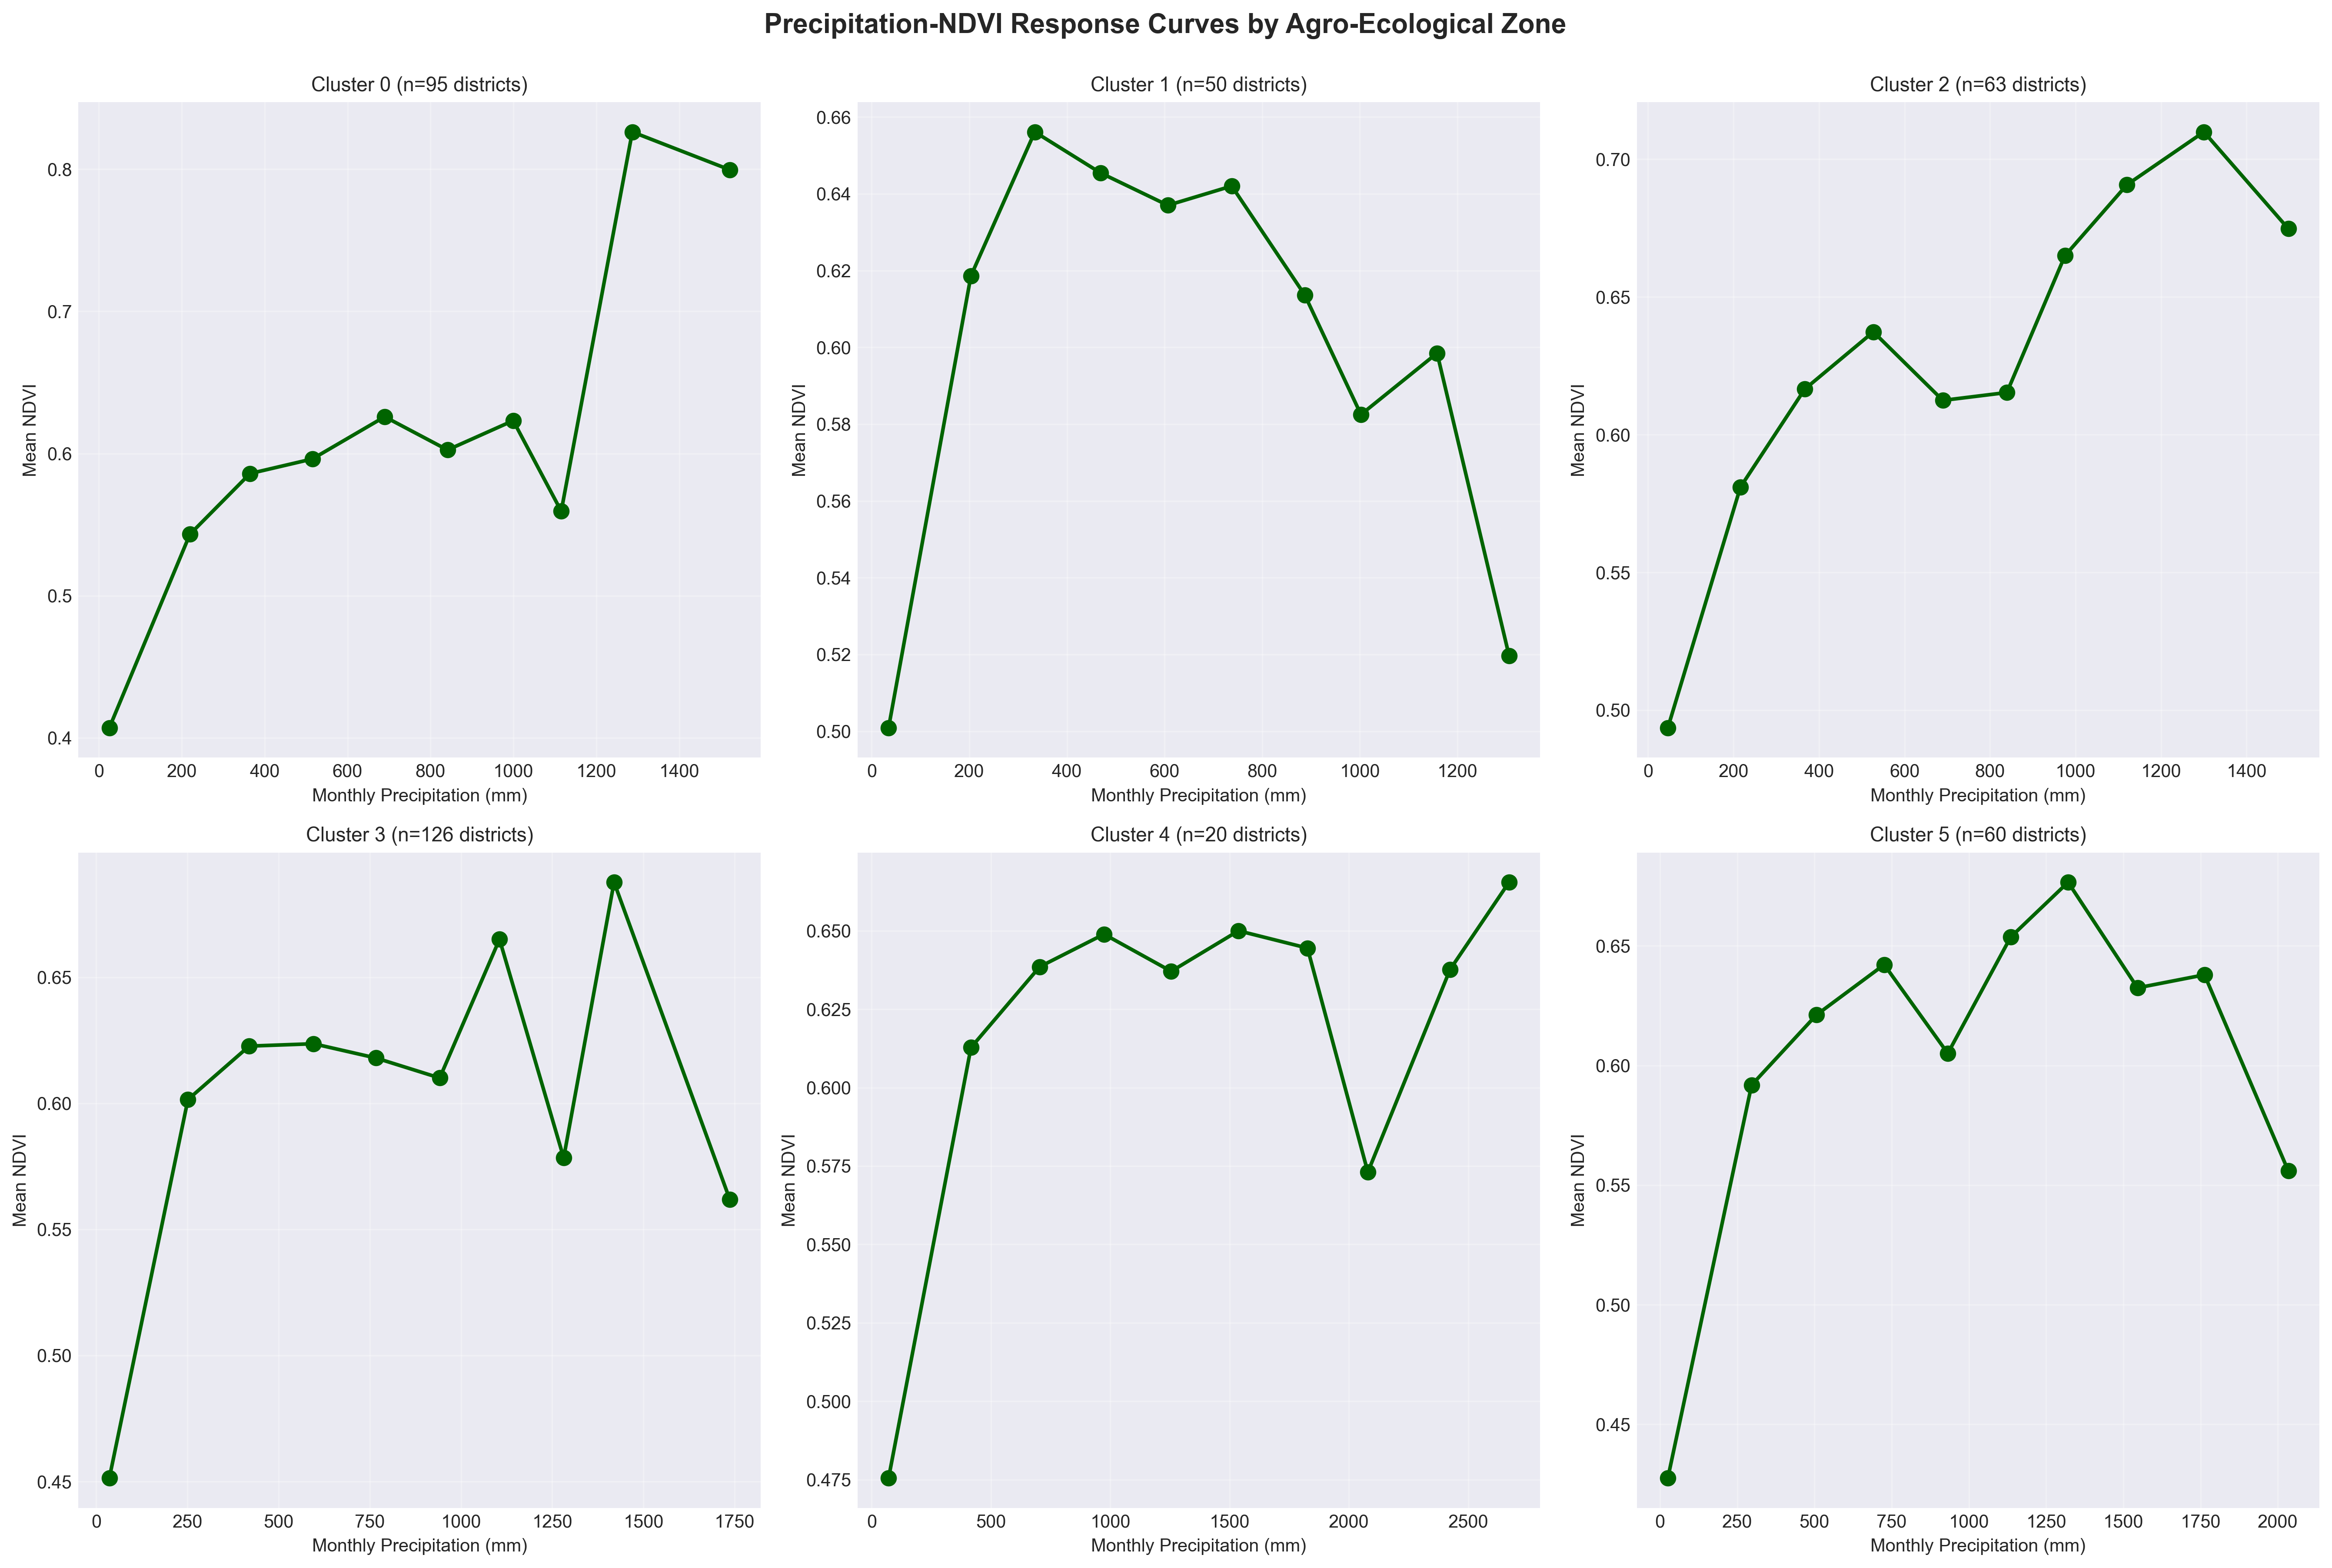 Precipitation-NDVI Response Curves by Agro-Ecological Zone
Cluster 0 (n=95 districts)
Mean NDVI
0.8
0.7
0.6
0.5
0.4
0 200 400 600 800 1000 1200 1400
Monthly Precipitation (mm)
Cluster 1 (n=50 districts)
Mean NDVI
0.66
0.64
0.62
0.60
0.58
0.56
0.54
0.52
0.50
0 200 400 600 800 1000 1200
Monthly Precipitation (mm)
Cluster 2 (n=63 districts)
Mean NDVI
0.70
0.65
0.60
0.55
0.50
0 200 400 600 800 1000 1200 1400
Monthly Precipitation (mm)
Cluster 3 (n=126 districts)
Mean NDVI
0.65
0.60
0.55
0.50
0.45
0 250 500 750 1000 1250 1500 1750
Monthly Precipitation (mm)
Cluster 4 (n=20 districts)
Mean NDVI
0.650
0.625
0.600
0.575
0.550
0.525
0.500
0.475
0 500 1000 1500 2000 2500
Monthly Precipitation (mm)
Cluster 5 (n=60 districts)
Mean NDVI
0.65
0.60
0.55
0.50
0.45
0 250 500 750 1000 1250 1500 1750 2000
Monthly Precipitation (mm)